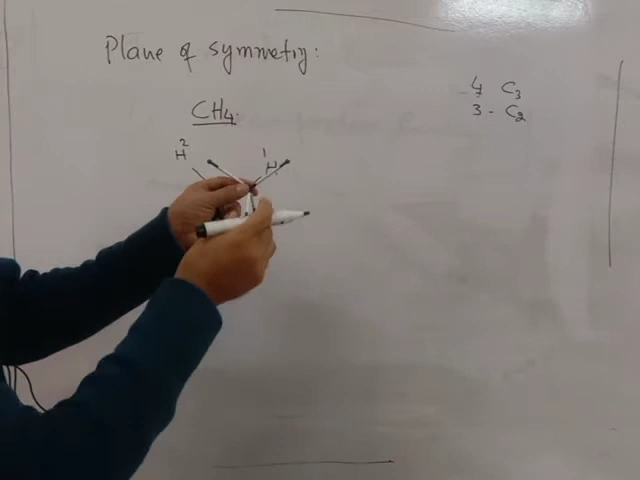 Plane of symmetry:
CH4.
4 C3
3 - C2
2
H
1
H